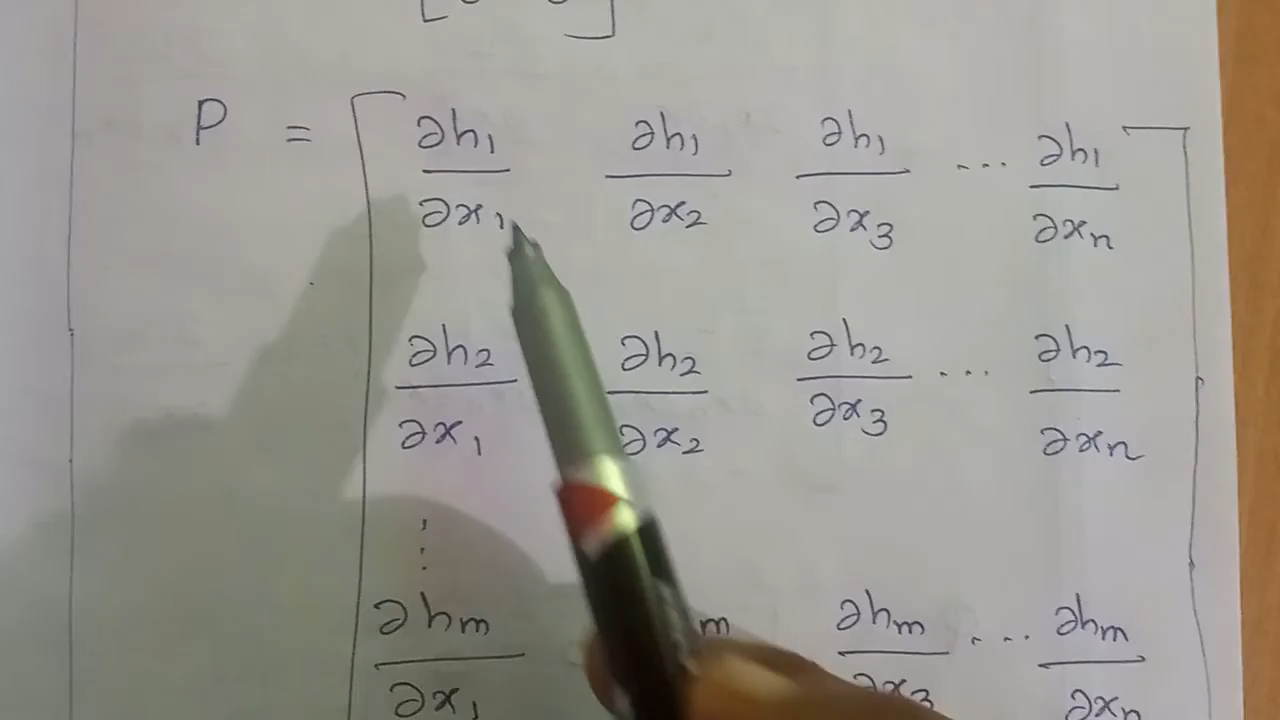 P = [ ∂h₁/∂x₁ ∂h₁/∂x₂ ∂h₁/∂x₃ ... ∂h₁/∂xₙ ]
∂h₂/∂x₁ ∂h₂/∂x₂ ∂h₂/∂x₃ ... ∂h₂/∂xₙ
⋮
∂hₘ/∂x₁ m ∂hₘ/∂x₃ ... ∂hₘ/∂xₙ